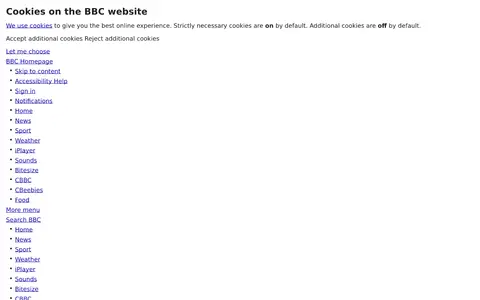 Cookies on the BBC website
We use cookies to give you the best online experience. Strictly necessary cookies are on by default. Additional cookies are off by default.
Accept additional cookies Reject additional cookies
Let me choose
BBC Homepage
• Skip to content
• Accessibility Help
• Sign in
• Notifications
• Home
• News
• Sport
• Weather
• iPlayer
• Sounds
• Bitesize
• CBBC
• CBeebies
• Food
More menu
Search BBC
• Home
• News
• Sport
• Weather
• iPlayer
• Sounds
• Bitesize
• CBBC